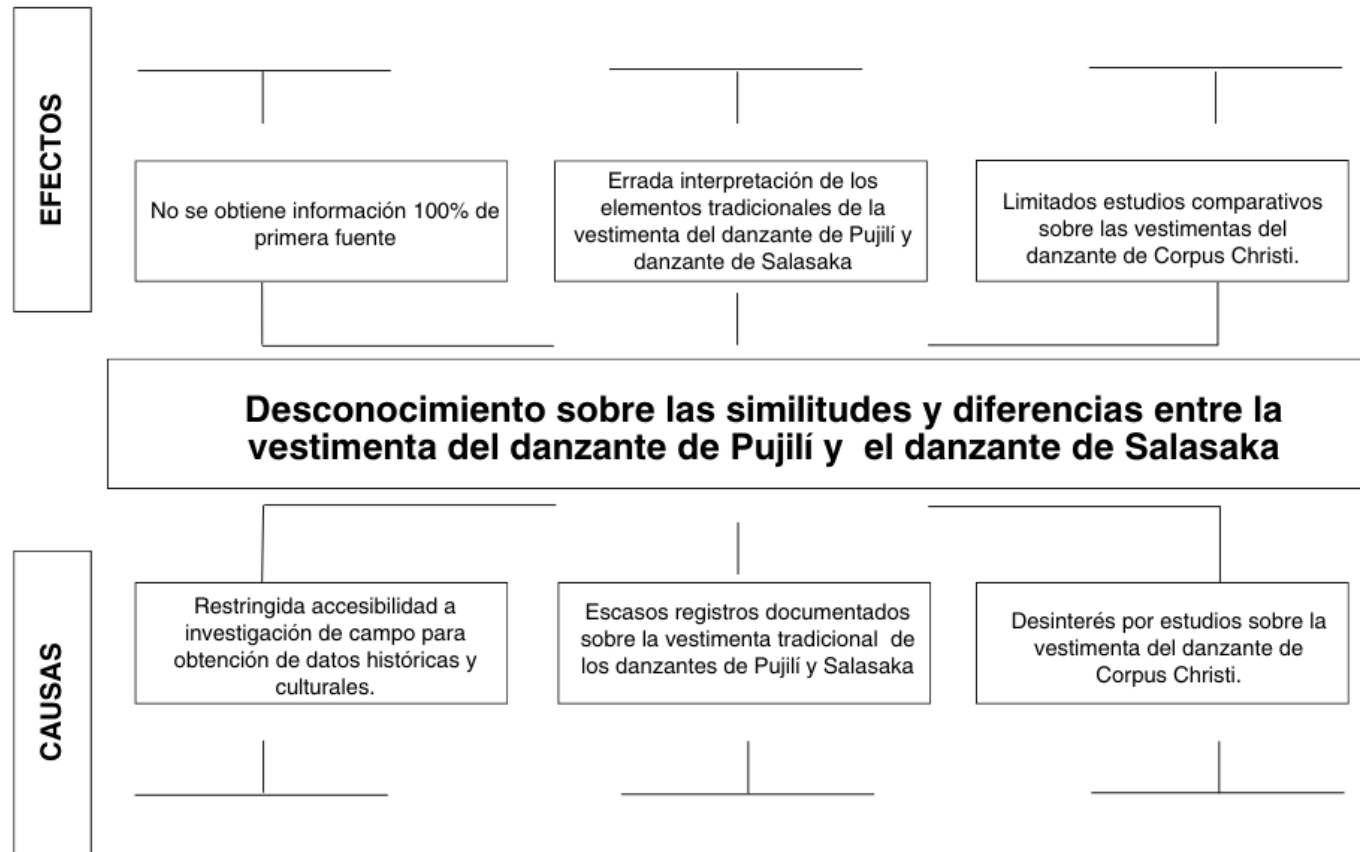 EFECTOS
No se obtiene información 100% de
primera fuente
Errada interpretación de los
elementos tradicionales de la
vestimenta del danzante de Pujilí y
danzante de Salasaka
Limitados estudios comparativos
sobre las vestimentas del
danzante de Corpus Christi.
Desconocimiento sobre las similitudes y diferencias entre la
vestimenta del danzante de Pujilí y  el danzante de Salasaka
CAUSAS
Restringida accesibilidad a
investigación de campo para
obtención de datos históricas y
culturales.
Escasos registros documentados
sobre la vestimenta tradicional  de
los danzantes de Pujilí y Salasaka
Desinterés por estudios sobre la
vestimenta del danzante de
Corpus Christi.